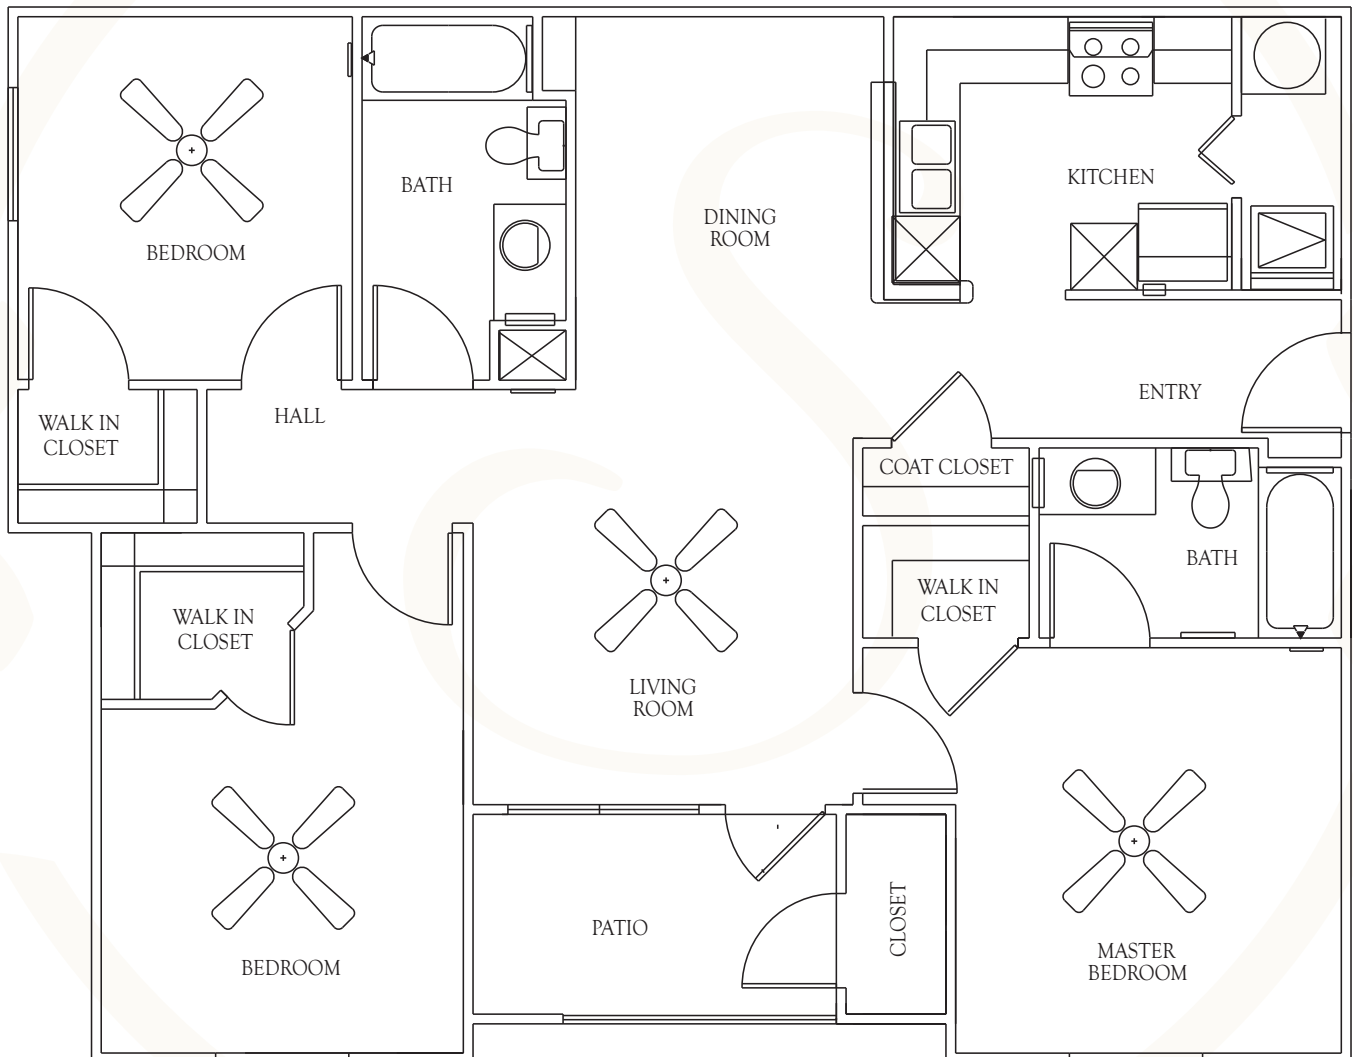 BATH
KITCHEN
DINING
ROOM
BEDROOM
ENTRY
HALL
WALK IN
CLOSET
COAT CLOSET
BATH
WALK IN
CLOSET
WALK IN
CLOSET
LIVING
ROOM
CLOSET
PATIO
MASTER
BEDROOM
BEDROOM